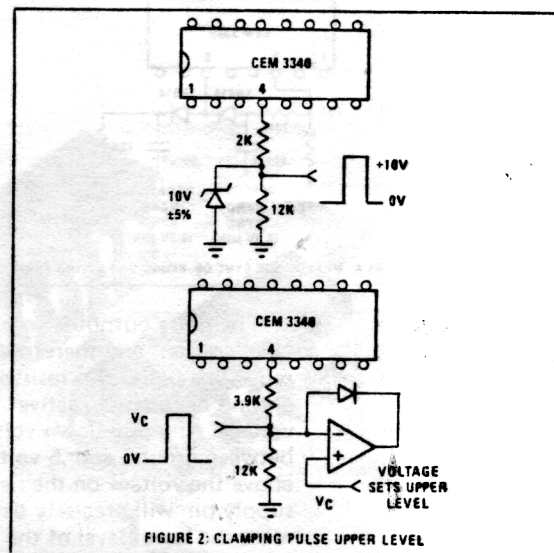 CEM 3340
1 4
2K
10V
±5%
12K
+10V
0V
CEM 3340
1 4
3.9K
VC
0V
12K
−
+
VC
VOLTAGE
SETS UPPER
LEVEL
FIGURE 2: CLAMPING PULSE UPPER LEVEL